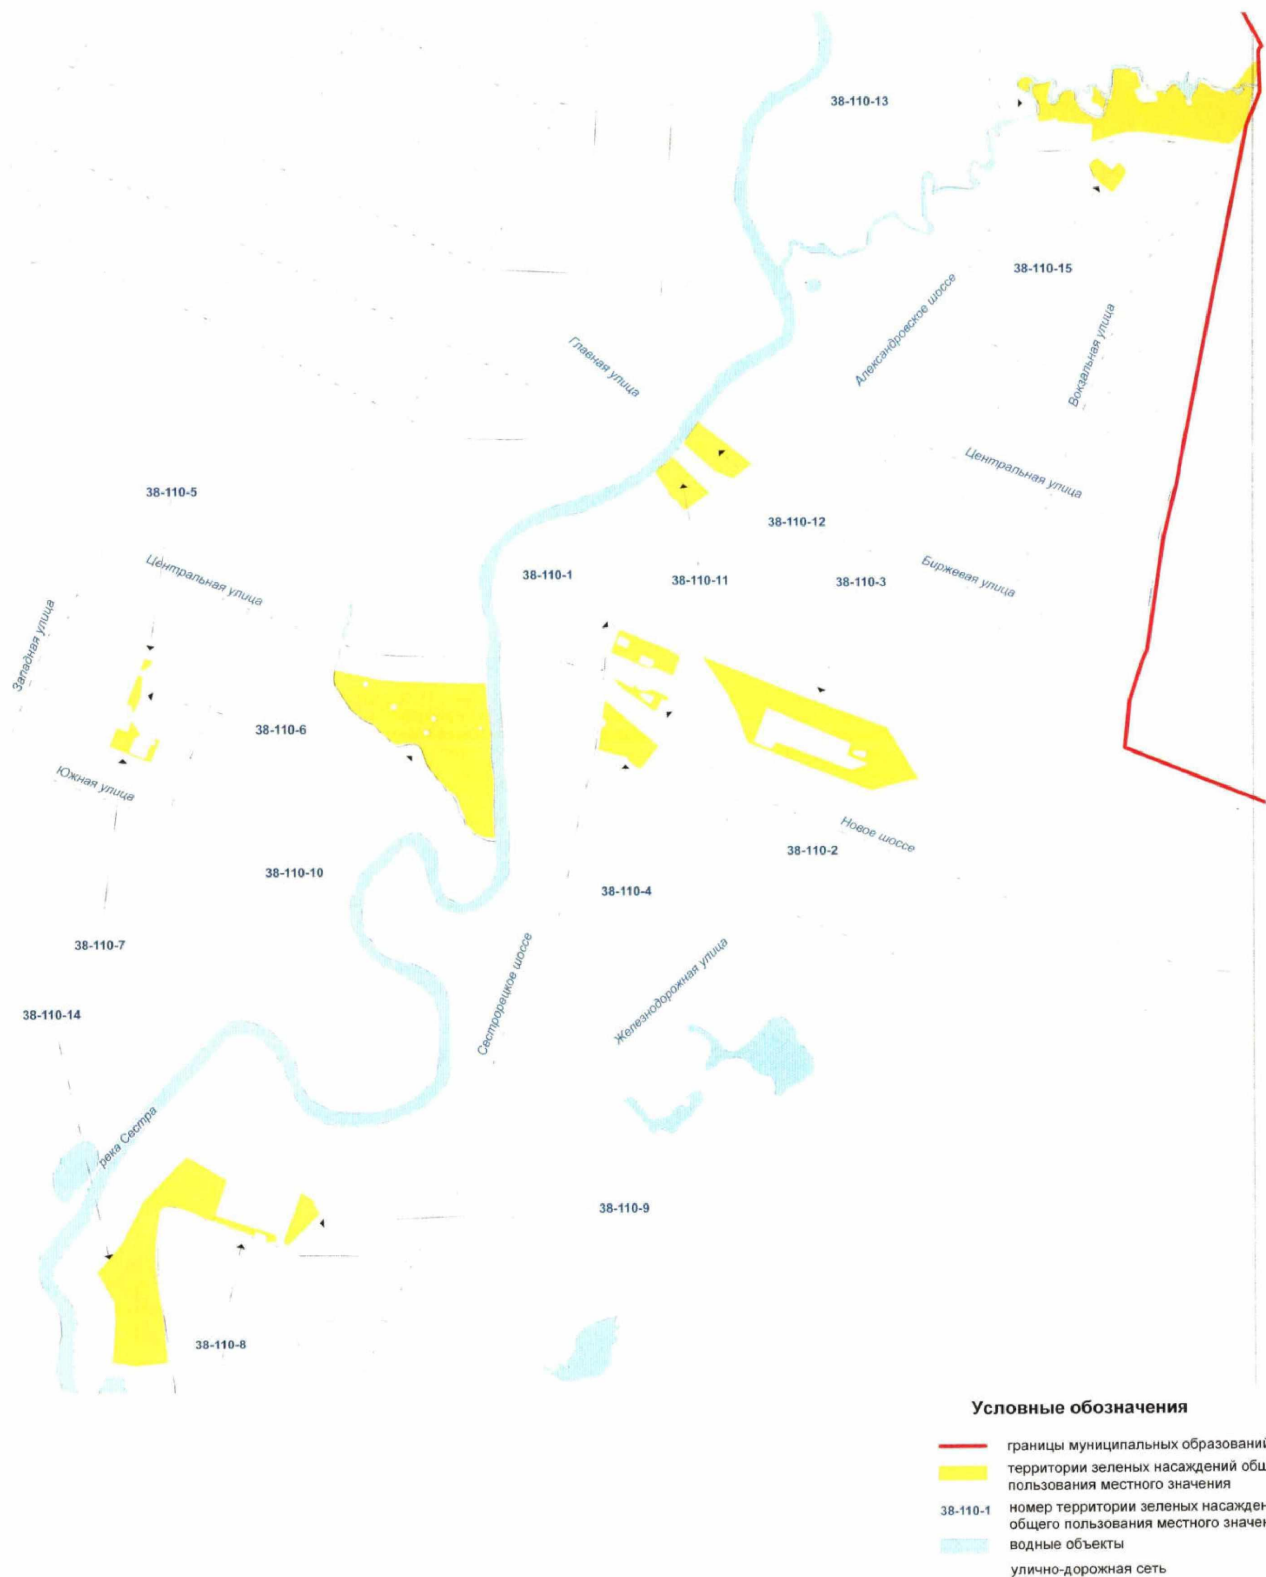 38-110-13
38-110-15
Александровское шоссе
Вокзальная улица
Главная улица
Центральная улица
38-110-5
38-110-12
Центральная улица
38-110-1
38-110-11
38-110-3
Биржевая улица
Западная улица
38-110-6
Южная улица
Новое шоссе
38-110-2
38-110-10
38-110-4
38-110-7
Сестрорецкое шоссе
Железнодорожная улица
38-110-14
река Сестра
38-110-9
38-110-8
Условные обозначения
границы муниципальных образований
территории зеленых насаждений общ
пользования местного значения
38-110-1 номер территории зеленых насажден
общего пользования местного значен
водные объекты
улично-дорожная сеть